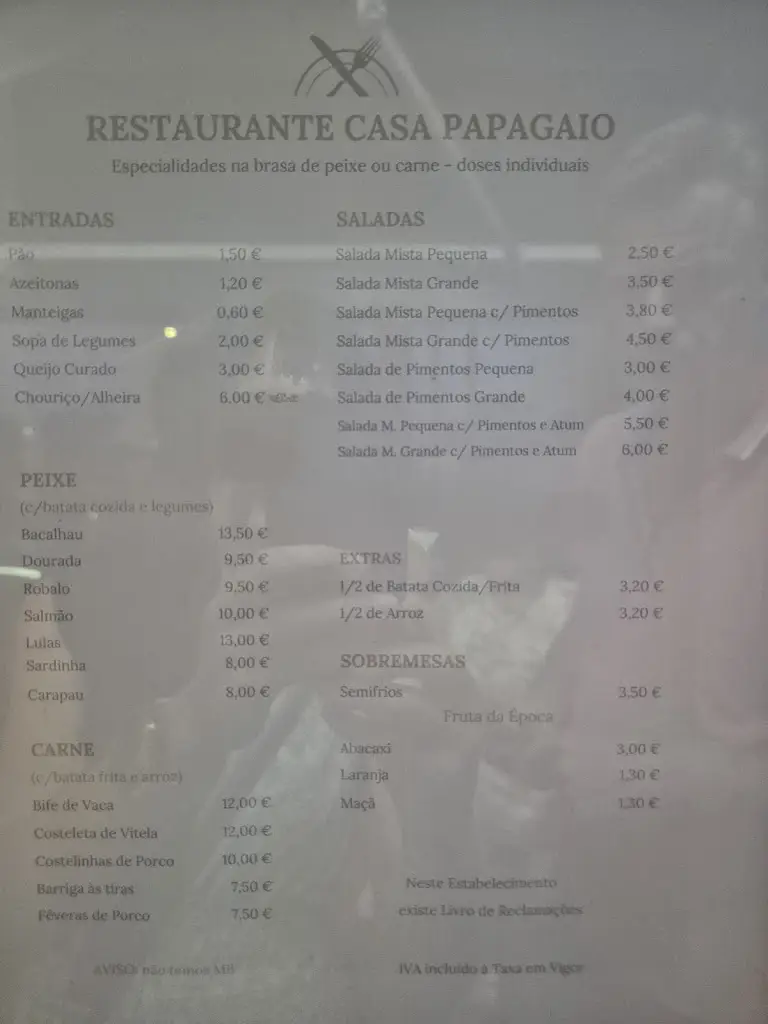 RESTAURANTE CASA PAPAGAIO
Especialidades na brasa de peixe ou carne - doses individuais
ENTRADAS
Pão 1,50 €
Azeitonas 1,20 €
Manteigas 0,60 €
Sopa de Legumes 2,00 €
Queijo Curado 3,00 €
Chouriço/Alheira 6.00 €
PEIXE
(c/batata cozida e legumes)
Bacalhau 13,50 €
Dourada 9,50 €
Robalo 9,50 €
Salmão 10,00 €
Lulas 13,00 €
Sardinha 8,00 €
Carapau 8,00 €
CARNE
(c/batata frita e arroz)
Bife de Vaca 12,00 €
Costeleta de Vitela 12,00 €
Costelinhas de Porco 10,00 €
Barriga às tiras 7,50 €
Fêveras de Porco 7,50 €
AVISO: não temos MB
SALADAS
Salada Mista Pequena 2,50 €
Salada Mista Grande 3,50 €
Salada Mista Pequena c/ Pimentos 3,80 €
Salada Mista Grande c/ Pimentos 4,50 €
Salada de Pimentos Pequena 3,00 €
Salada de Pimentos Grande 4,00 €
Salada M. Pequena c/ Pimentos e Atum 5,50 €
Salada M. Grande c/ Pimentos e Atum 6,00 €
EXTRAS
1/2 de Batata Cozida/Frita 3,20 €
1/2 de Arroz 3,20 €
SOBREMESAS
Semifrios 3,50 €
Fruta da Época
Abacaxi 3,00 €
Laranja 1,30 €
Maçã 1,30 €
Neste Estabelecimento
existe Livro de Reclamações
IVA incluido à Taxa em Vigor